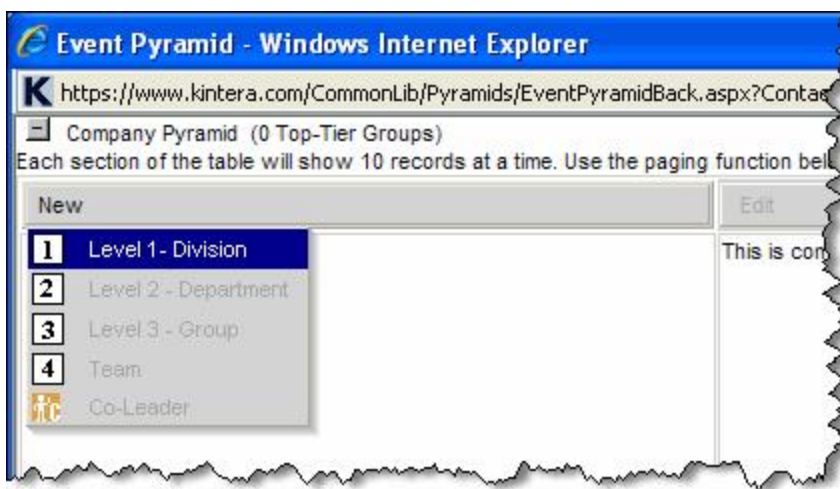 Event Pyramid - Windows Internet Explorer
K https://www.kintera.com/CommonLib/Pyramids/EventPyramidBack.aspx?Contac
Company Pyramid (0 Top-Tier Groups)
Each section of the table will show 10 records at a time. Use the paging function bel
New Edit
1 Level 1- Division This is con
2 Level 2 - Department
3 Level 3 - Group
4 Team
C Co-Leader